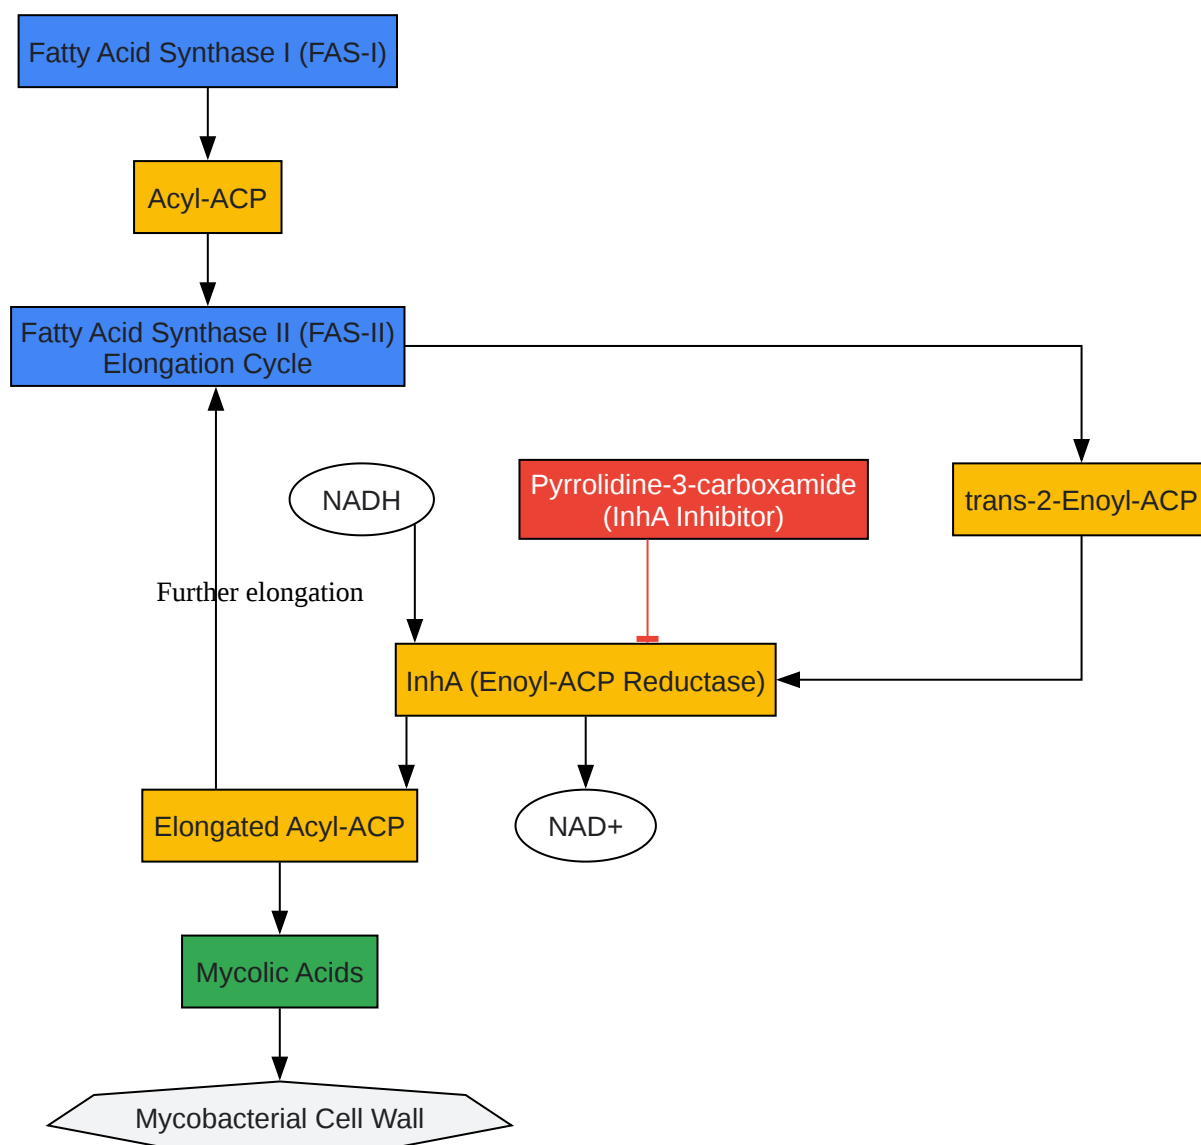 Fatty Acid Synthase I (FAS-I)
Acyl-ACP
Fatty Acid Synthase II (FAS-II)
Elongation Cycle
NADH
Pyrrolidine-3-carboxamide
(InhA Inhibitor)
trans-2-Enoyl-ACP
Further elongation
InhA (Enoyl-ACP Reductase)
Elongated Acyl-ACP
NAD+
Mycolic Acids
Mycobacterial Cell Wall